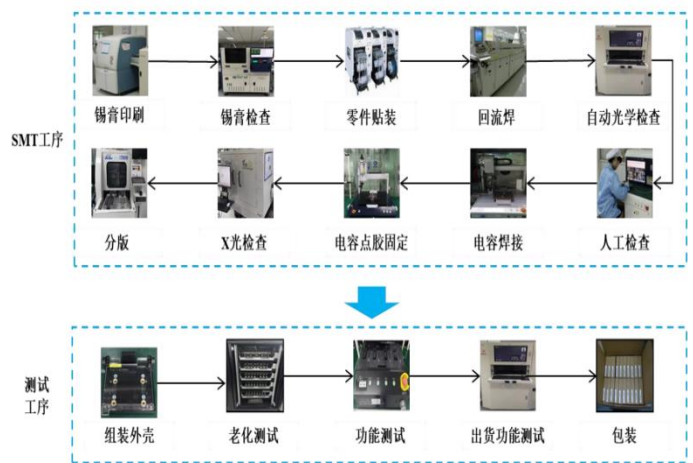 锡膏印刷
锡膏检查
零件贴装
回流焊
自动光学检查
SMT工序
分版
X光检查
电容点胶固定
电容焊接
人工检查
测试
工序
组装外壳
老化测试
功能测试
出货功能测试
包装